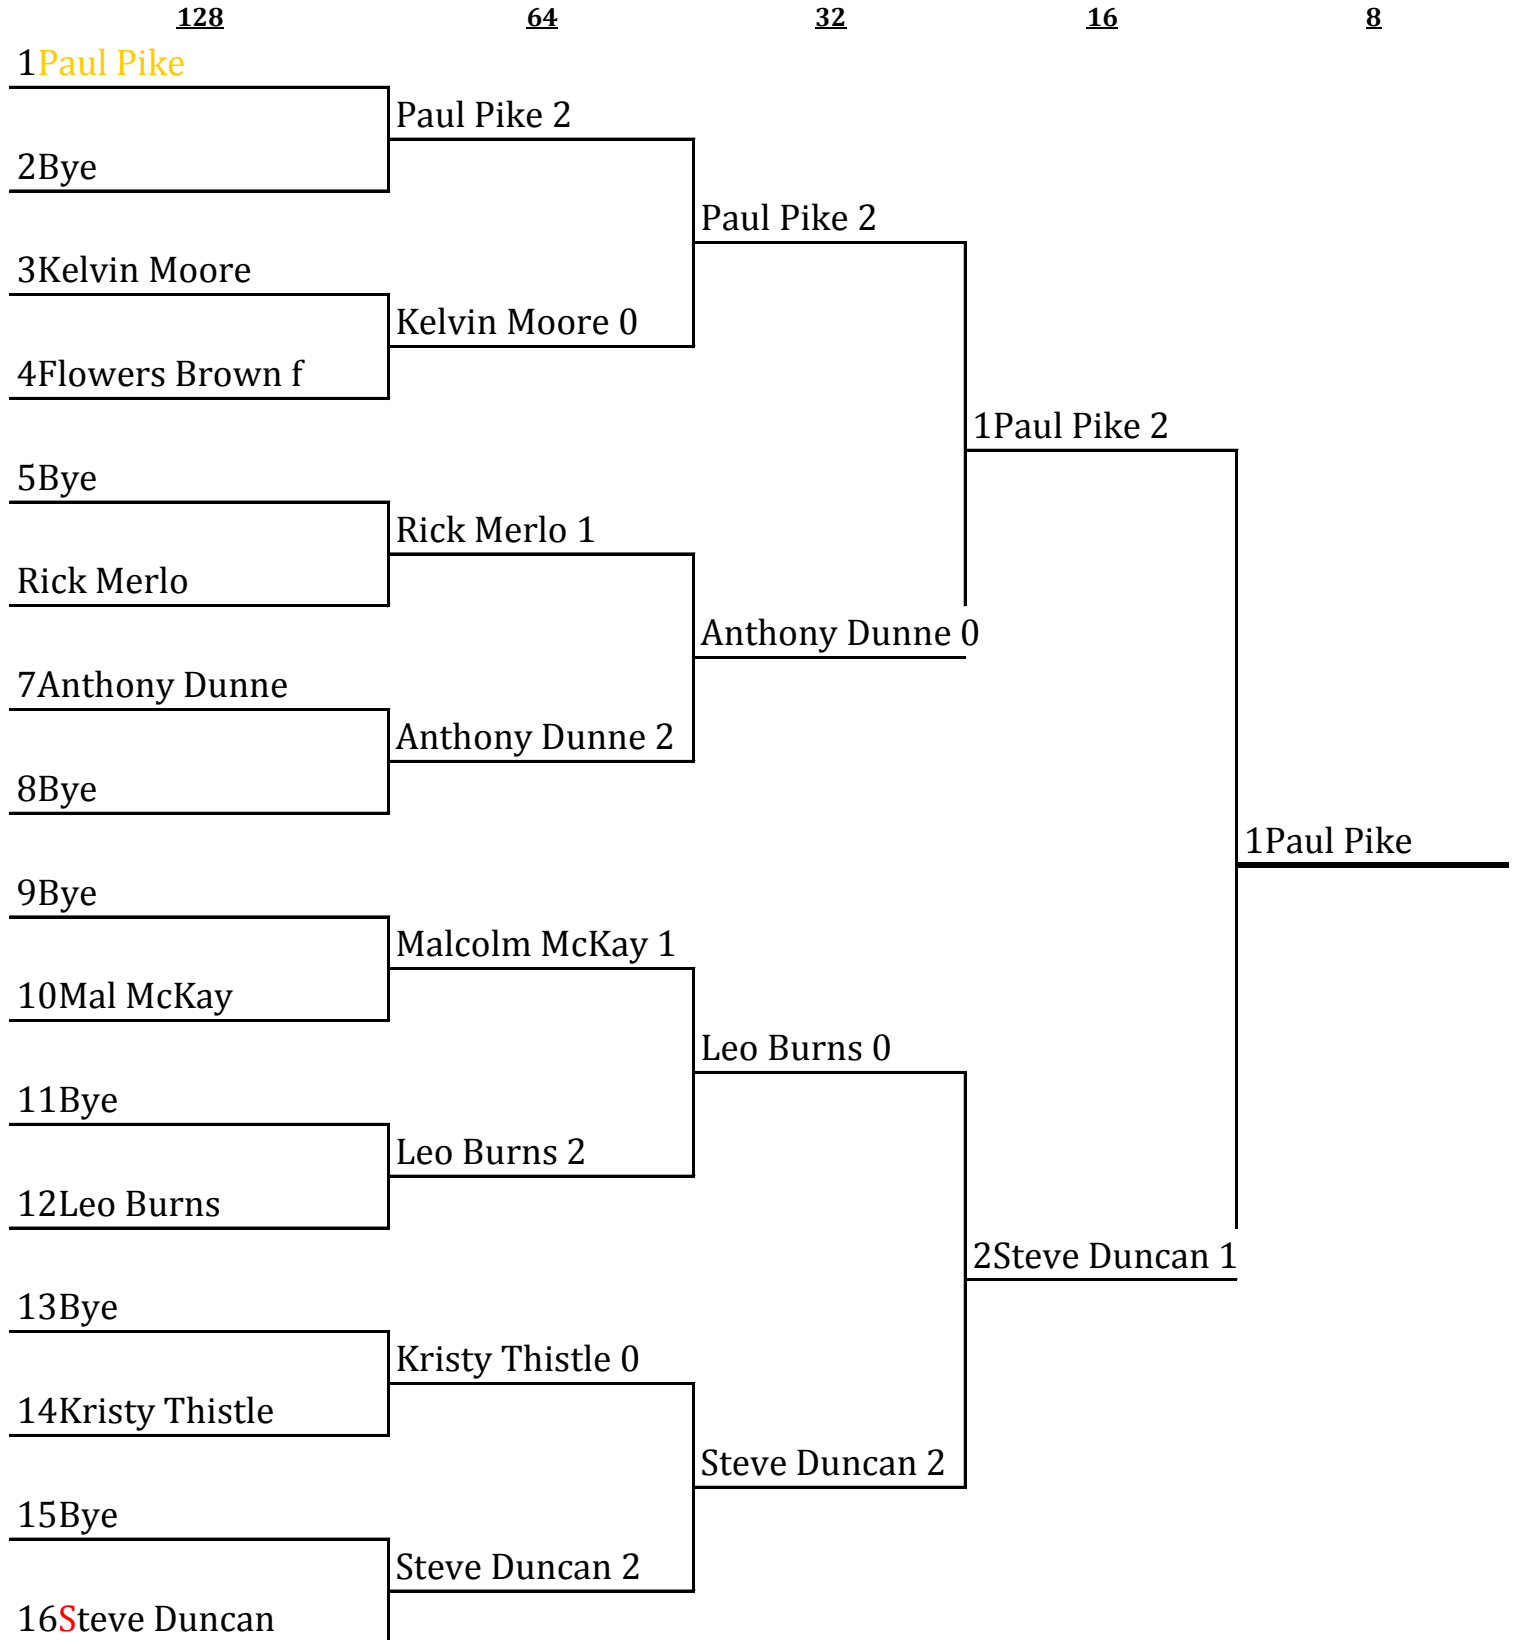 128 64 32 16 8
1Paul Pike
Paul Pike 2
2Bye
Paul Pike 2
3Kelvin Moore
Kelvin Moore 0
4Flowers Brown f
1Paul Pike 2
5Bye
Rick Merlo 1
Rick Merlo
Anthony Dunne 0
7Anthony Dunne
Anthony Dunne 2
8Bye
1Paul Pike
9Bye
Malcolm McKay 1
10Mal McKay
Leo Burns 0
11Bye
Leo Burns 2
12Leo Burns
2Steve Duncan 1
13Bye
Kristy Thistle 0
14Kristy Thistle
Steve Duncan 2
15Bye
Steve Duncan 2
16Steve Duncan